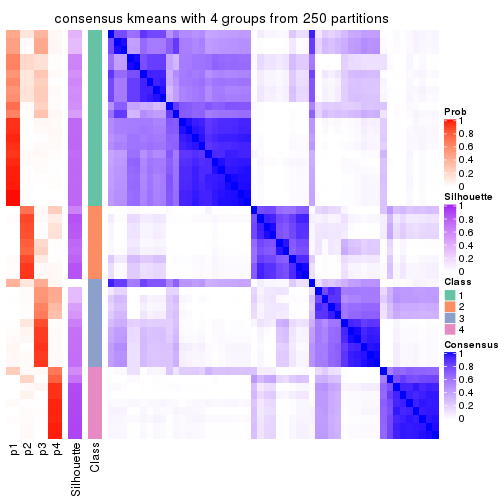 consensus kmeans with 4 groups from 250 partitions
Prob
1
0.8
0.6
0.4
0.2
0
Silhouette
1
0.8
0.6
0.4
0.2
0
Class
1
2
3
4
Consensus
1
0.8
0.6
0.4
0.2
0
p1
p2
p3
p4
Silhouette
Class